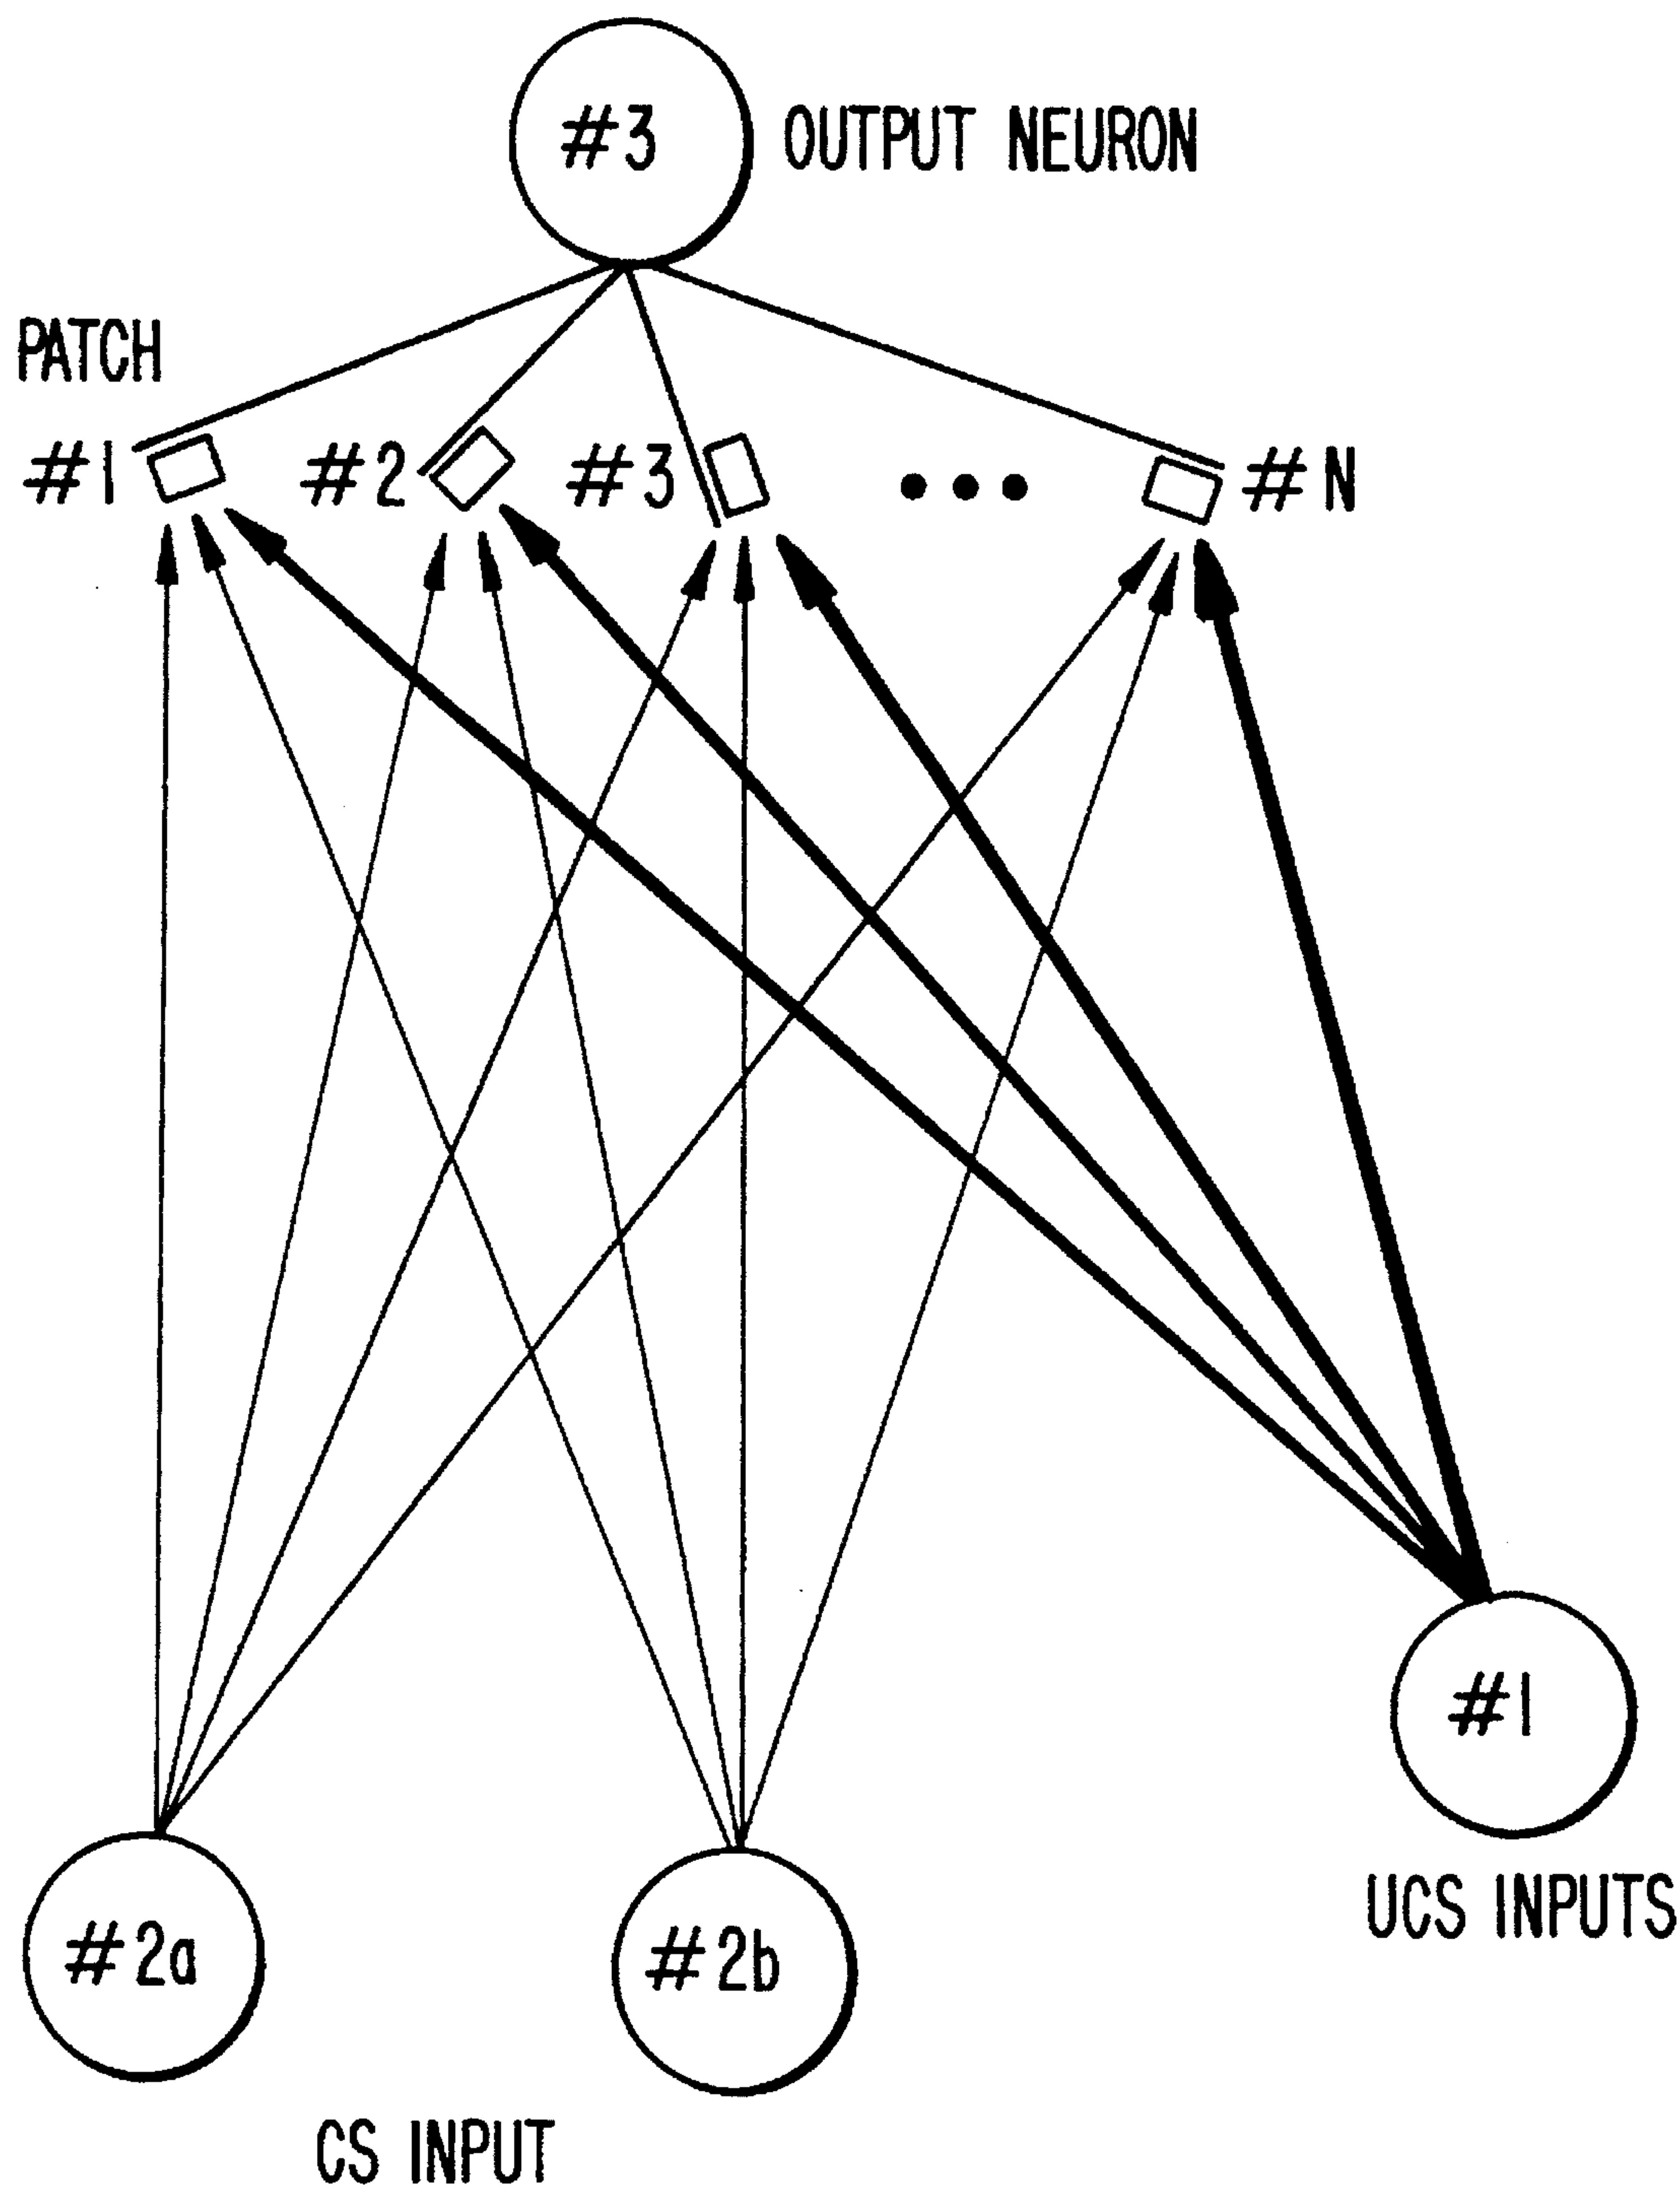 #3 OUTPUT NEURON
PATCH
#1 #2 #3 ••• #N
#1
UCS INPUTS
#2a #2b
CS INPUT